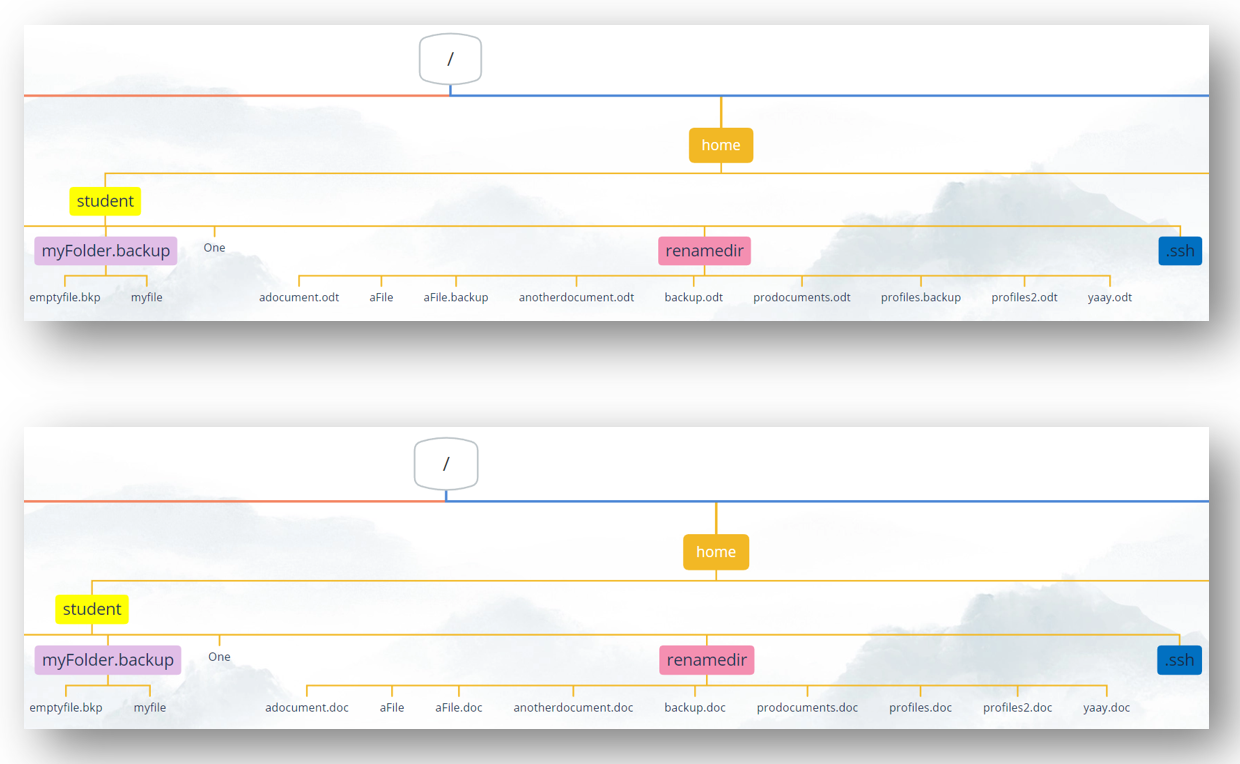 /
home
student
myFolder.backup One renamedir .ssh
emptyfile.bkp myfile adocument.odt aFile aFile.backup anotherdocument.odt backup.odt prodocuments.odt profiles.backup profiles2.odt yaay.odt
/
home
student
myFolder.backup One renamedir .ssh
emptyfile.bkp myfile adocument.doc aFile aFile.doc anotherdocument.doc backup.doc prodocuments.doc profiles.doc profiles2.doc yaay.doc